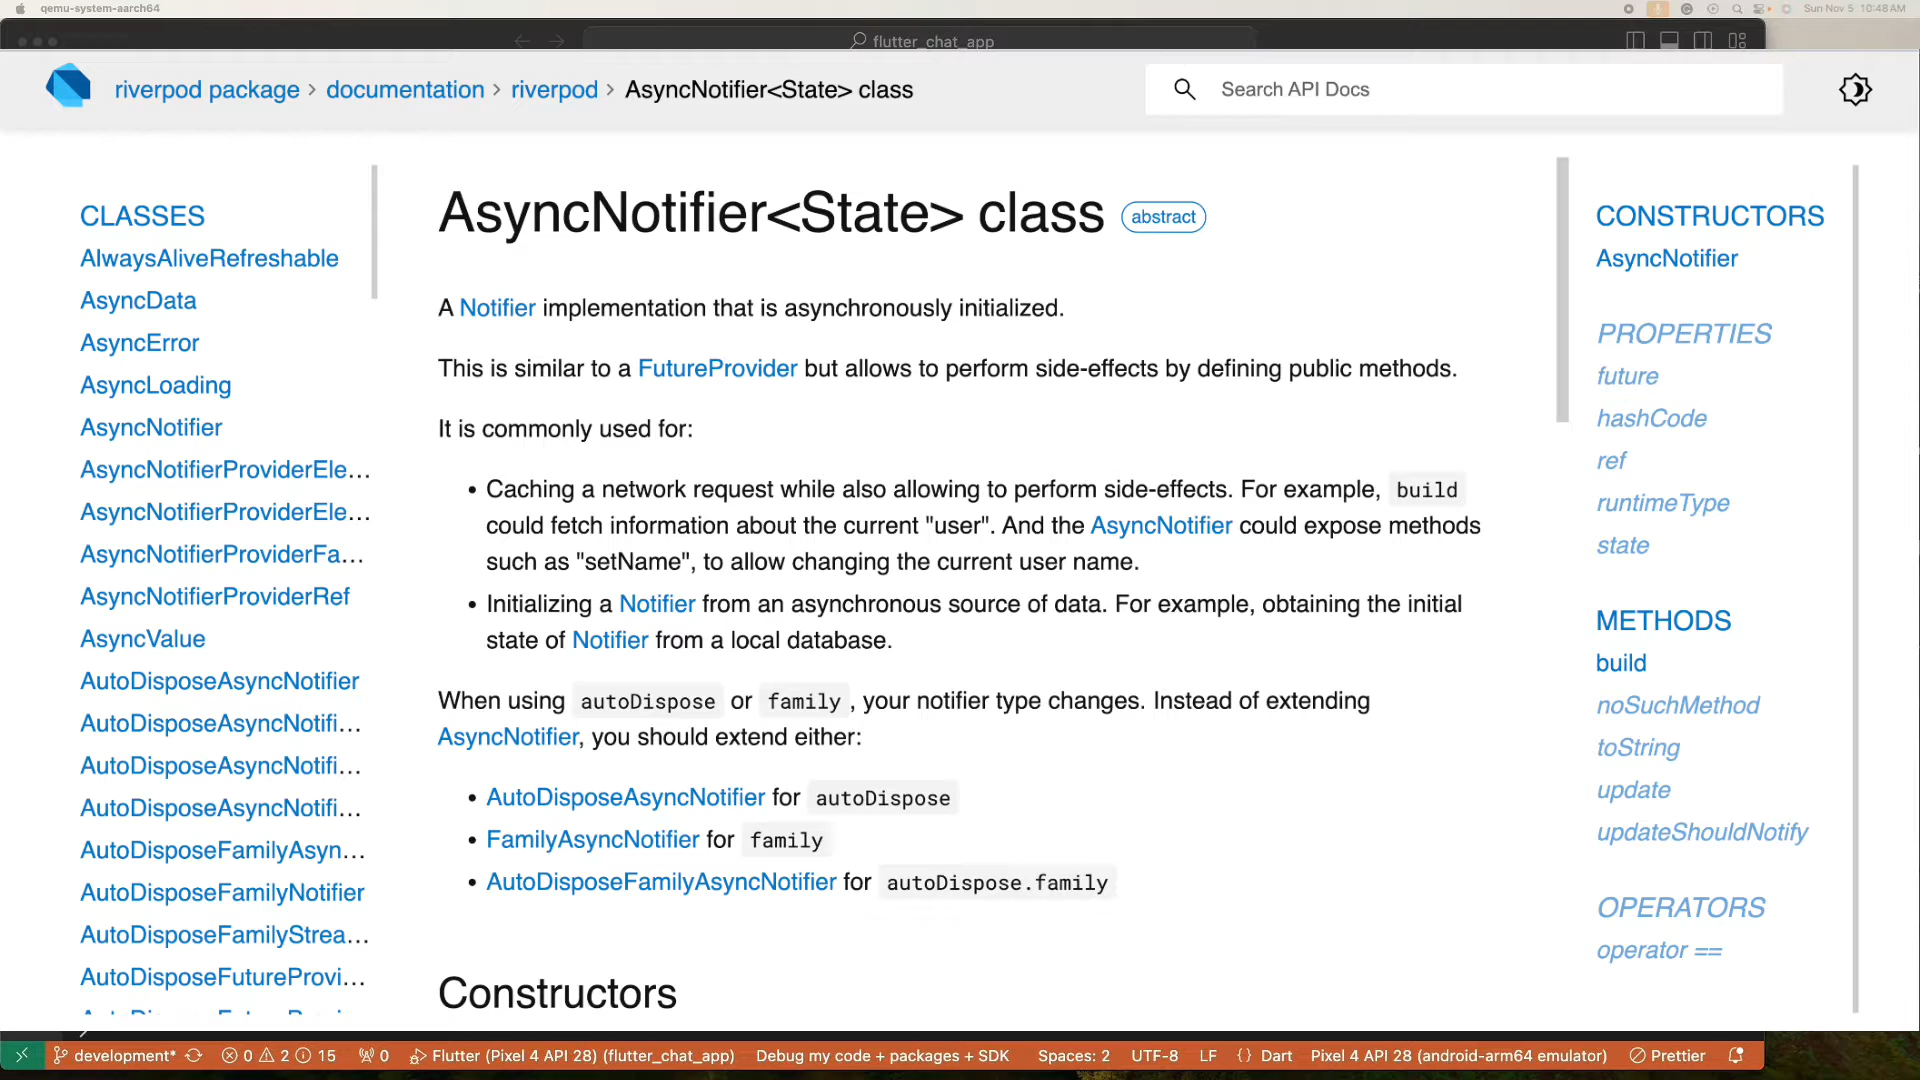 qemu-system-aarch64
Sun Nov 5 10:48 AM
flutter_chat_app
riverpod package > documentation > riverpod > AsyncNotifier<State> class
Search API Docs
CLASSES
AlwaysAliveRefreshable
AsyncData
AsyncError
AsyncLoading
AsyncNotifier
AsyncNotifierProviderEle...
AsyncNotifierProviderEle...
AsyncNotifierProviderFa...
AsyncNotifierProviderRef
AsyncValue
AutoDisposeAsyncNotifier
AutoDisposeAsyncNotifi...
AutoDisposeAsyncNotifi...
AutoDisposeAsyncNotifi...
AutoDisposeFamilyAsyn...
AutoDisposeFamilyNotifier
AutoDisposeFamilyStrea...
AutoDisposeFutureProvi...
AsyncNotifier<State> class abstract
A Notifier implementation that is asynchronously initialized.
This is similar to a FutureProvider but allows to perform side-effects by defining public methods.
It is commonly used for:
• Caching a network request while also allowing to perform side-effects. For example, build
could fetch information about the current "user". And the AsyncNotifier could expose methods
such as "setName", to allow changing the current user name.
• Initializing a Notifier from an asynchronous source of data. For example, obtaining the initial
state of Notifier from a local database.
When using autoDispose or family , your notifier type changes. Instead of extending
AsyncNotifier, you should extend either:
• AutoDisposeAsyncNotifier for autoDispose
• FamilyAsyncNotifier for family
• AutoDisposeFamilyAsyncNotifier for autoDispose.family
Constructors
CONSTRUCTORS
AsyncNotifier
PROPERTIES
future
hashCode
ref
runtimeType
state
METHODS
build
noSuchMethod
toString
update
updateShouldNotify
OPERATORS
operator ==
development* 0 2 15 0 Flutter (Pixel 4 API 28) (flutter_chat_app) Debug my code + packages + SDK Spaces: 2 UTF-8 LF {} Dart Pixel 4 API 28 (android-arm64 emulator) Prettier